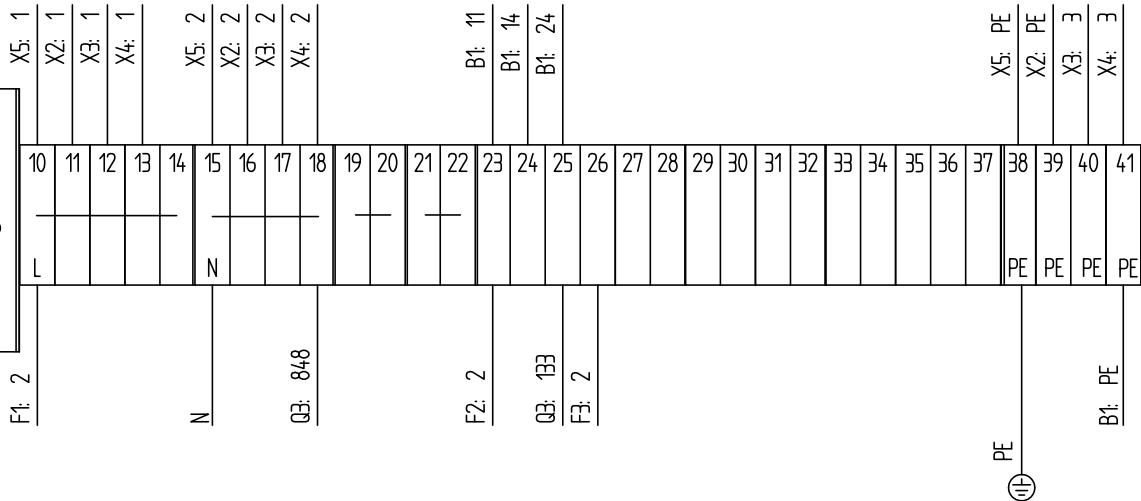 X5: 1
X2: 1
X3: 1
X4: 1
X5: 2
X2: 2
X3: 2
X4: 2
B1: 11
B1: 14
B1: 24
X5: PE
X2: PE
X3: 3
X4: 3
10 11 12 13 14 15 16 17 18 19 20 21 22 23 24 25 26 27 28 29 30 31 32 33 34 35 36 37 38 39 40 41
L N PE PE PE PE
F1: 2
N
Q3: 848
F2: 2
Q3: 133
F3: 2
PE
B1: PE